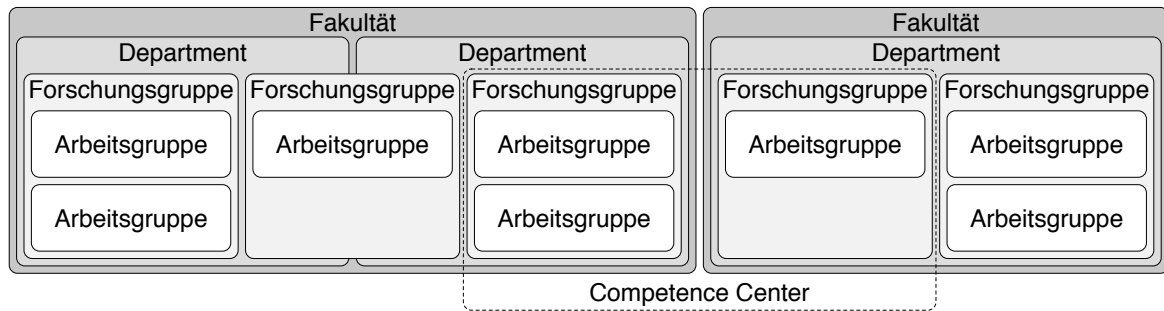 Fakultät Fakultät
Department Department Department
Forschungsgruppe Forschungsgruppe Forschungsgruppe Forschungsgruppe Forschungsgruppe
Arbeitsgruppe Arbeitsgruppe Arbeitsgruppe Arbeitsgruppe Arbeitsgruppe
Arbeitsgruppe Arbeitsgruppe Arbeitsgruppe
Competence Center